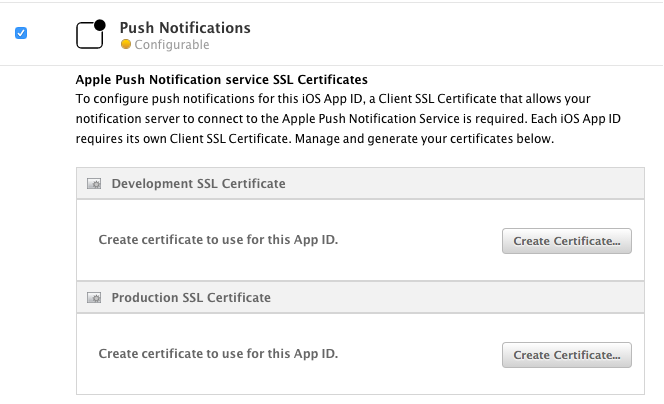 Push Notifications
Configurable
Apple Push Notification service SSL Certificates
To configure push notifications for this iOS App ID, a Client SSL Certificate that allows your
notification server to connect to the Apple Push Notification Service is required. Each iOS App ID
requires its own Client SSL Certificate. Manage and generate your certificates below.
Development SSL Certificate
Create certificate to use for this App ID.
Create Certificate...
Production SSL Certificate
Create certificate to use for this App ID.
Create Certificate...